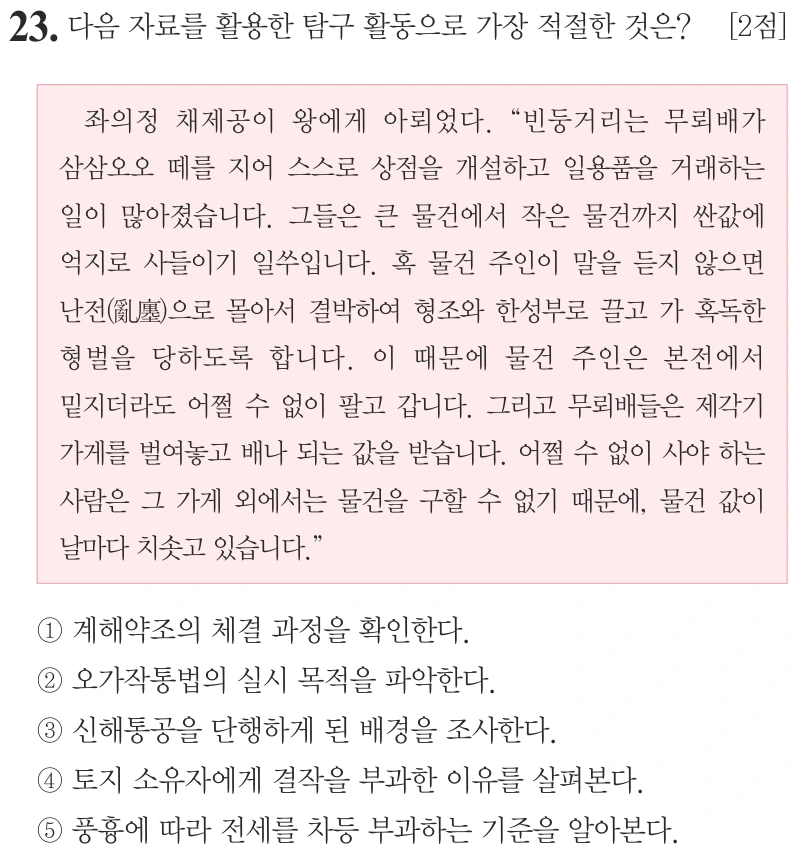 23. 다음 자료를 활용한 탐구 활동으로 가장 적절한 것은? [2점]
좌의정 채제공이 왕에게 아뢰었다. “빈둥거리는 무뢰배가
삼삼오오 떼를 지어 스스로 상점을 개설하고 일용품을 거래하는
일이 많아졌습니다. 그들은 큰 물건에서 작은 물건까지 싼값에
억지로 사들이기 일쑤입니다. 혹 물건 주인이 말을 듣지 않으면
난전(亂廛)으로 몰아서 결박하여 형조와 한성부로 끌고 가 혹독한
형벌을 당하도록 합니다. 이 때문에 물건 주인은 본전에서
밑지더라도 어쩔 수 없이 팔고 갑니다. 그리고 무뢰배들은 제각기
가게를 벌여놓고 배나 되는 값을 받습니다. 어쩔 수 없이 사야 하는
사람은 그 가게 외에서는 물건을 구할 수 없기 때문에, 물건 값이
날마다 치솟고 있습니다.”
① 계해약조의 체결 과정을 확인한다.
② 오가작통법의 실시 목적을 파악한다.
③ 신해통공을 단행하게 된 배경을 조사한다.
④ 토지 소유자에게 결작을 부과한 이유를 살펴본다.
⑤ 풍흉에 따라 전세를 차등 부과하는 기준을 알아본다.